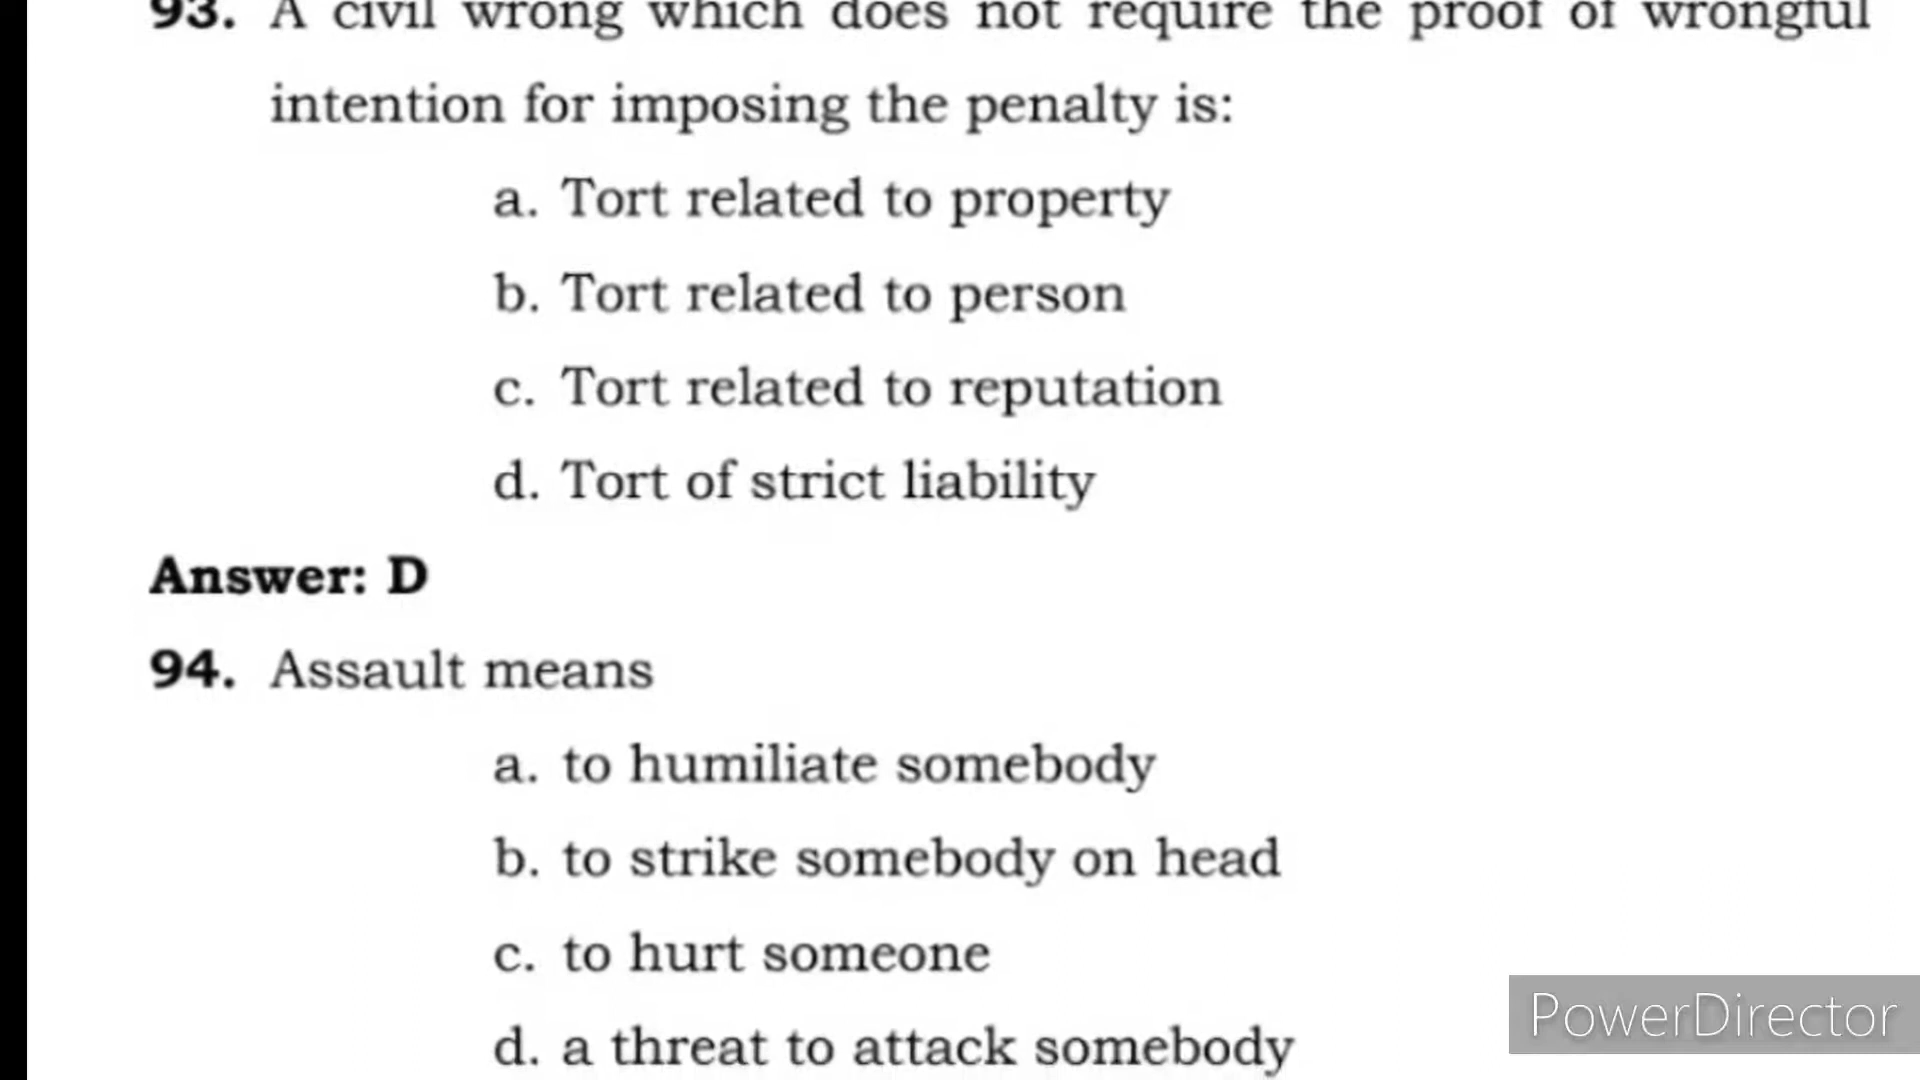 93. A civil wrong which does not require the proof of wrongful
intention for imposing the penalty is:
a. Tort related to property
b. Tort related to person
c. Tort related to reputation
d. Tort of strict liability
Answer: D
94. Assault means
a. to humiliate somebody
b. to strike somebody on head
c. to hurt someone
d. a threat to attack somebody
PowerDirector